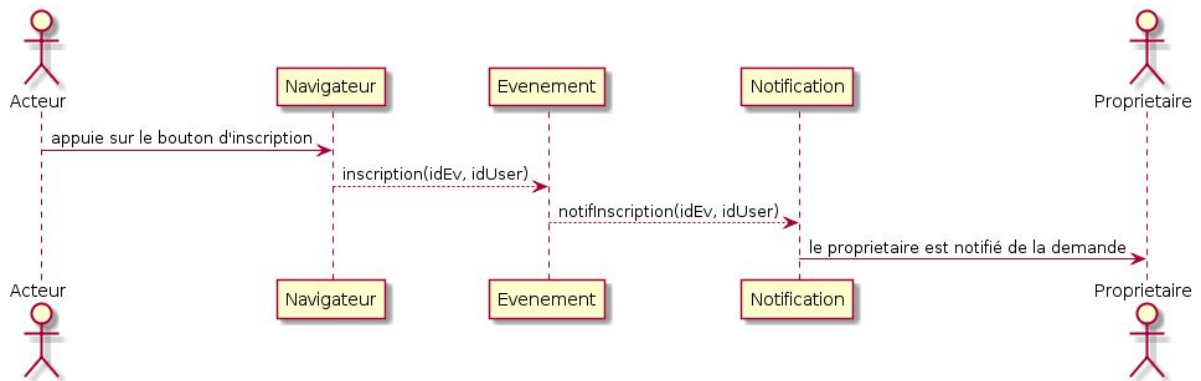 Acteur
Navigateur
Evenement
Notification
Proprietaire
appuie sur le bouton d'inscription
inscription(idEv, idUser)
notifInscription(idEv, idUser)
le proprietaire est notifié de la demande
Acteur
Navigateur
Evenement
Notification
Proprietaire